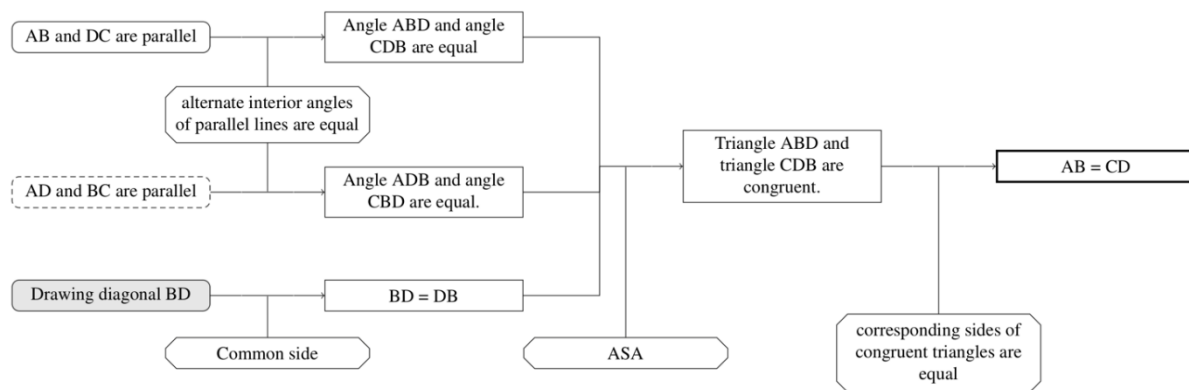 AB and DC are parallel
Angle ABD and angle
CDB are equal
alternate interior angles
of parallel lines are equal
AD and BC are parallel
Angle ADB and angle
CBD are equal.
Drawing diagonal BD
BD = DB
Common side
ASA
Triangle ABD and
triangle CDB are
congruent.
corresponding sides of
congruent triangles are
equal
AB = CD